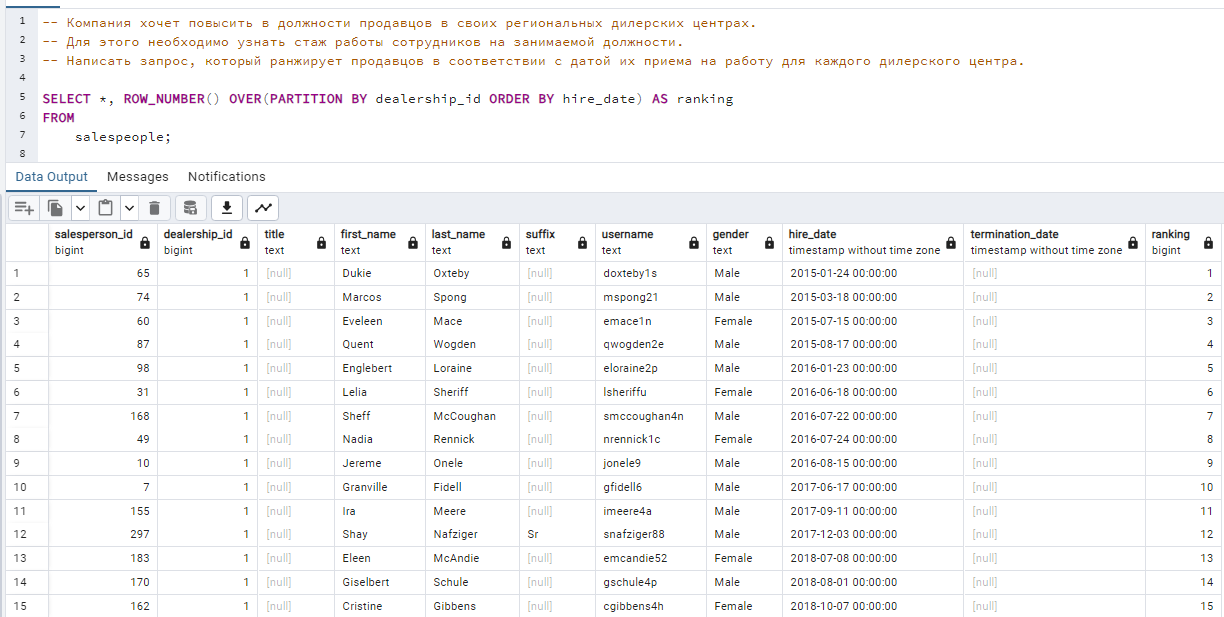 1 -- Компания хочет повысить в должности продавцов в своих региональных дилерских центрах.
2 -- Для этого необходимо узнать стаж работы сотрудников на занимаемой должности.
3 -- Написать запрос, который ранжирует продавцов в соответствии с датой их приема на работу для каждого дилерского центра.
4
5 SELECT *, ROW_NUMBER() OVER(PARTITION BY dealership_id ORDER BY hire_date) AS ranking
6 FROM
7 salespeople;
8
Data Output Messages Notifications
salesperson_id dealership_id title first_name last_name suffix username gender hire_date termination_date ranking
bigint bigint text text text text text text timestamp without time zone timestamp without time zone bigint
1 65 1 [null] Dukie Oxteby [null] doxteby1s Male 2015-01-24 00:00:00 [null] 1
2 74 1 [null] Marcos Spong [null] mspong21 Male 2015-03-18 00:00:00 [null] 2
3 60 1 [null] Eveleen Mace [null] emace1n Female 2015-07-15 00:00:00 [null] 3
4 87 1 [null] Quent Wogden [null] qwogden2e Male 2015-08-17 00:00:00 [null] 4
5 98 1 [null] Englebert Loraine [null] eloraine2p Male 2016-01-23 00:00:00 [null] 5
6 31 1 [null] Lelia Sheriff [null] lsheriffu Female 2016-06-18 00:00:00 [null] 6
7 168 1 [null] Sheff McCoughan [null] smccoughan4n Male 2016-07-22 00:00:00 [null] 7
8 49 1 [null] Nadia Rennick [null] nrennick1c Female 2016-07-24 00:00:00 [null] 8
9 10 1 [null] Jereme Onele [null] jonele9 Male 2016-08-15 00:00:00 [null] 9
10 7 1 [null] Granville Fidell [null] gfidell6 Male 2017-06-17 00:00:00 [null] 10
11 155 1 [null] Ira Meere [null] imeere4a Male 2017-09-11 00:00:00 [null] 11
12 297 1 [null] Shay Nafziger Sr snafziger88 Male 2017-12-03 00:00:00 [null] 12
13 183 1 [null] Eleen McAndie [null] emcandie52 Female 2018-07-08 00:00:00 [null] 13
14 170 1 [null] Giselbert Schule [null] gschule4p Male 2018-08-01 00:00:00 [null] 14
15 162 1 [null] Cristine Gibbens [null] cgibbens4h Female 2018-10-07 00:00:00 [null] 15